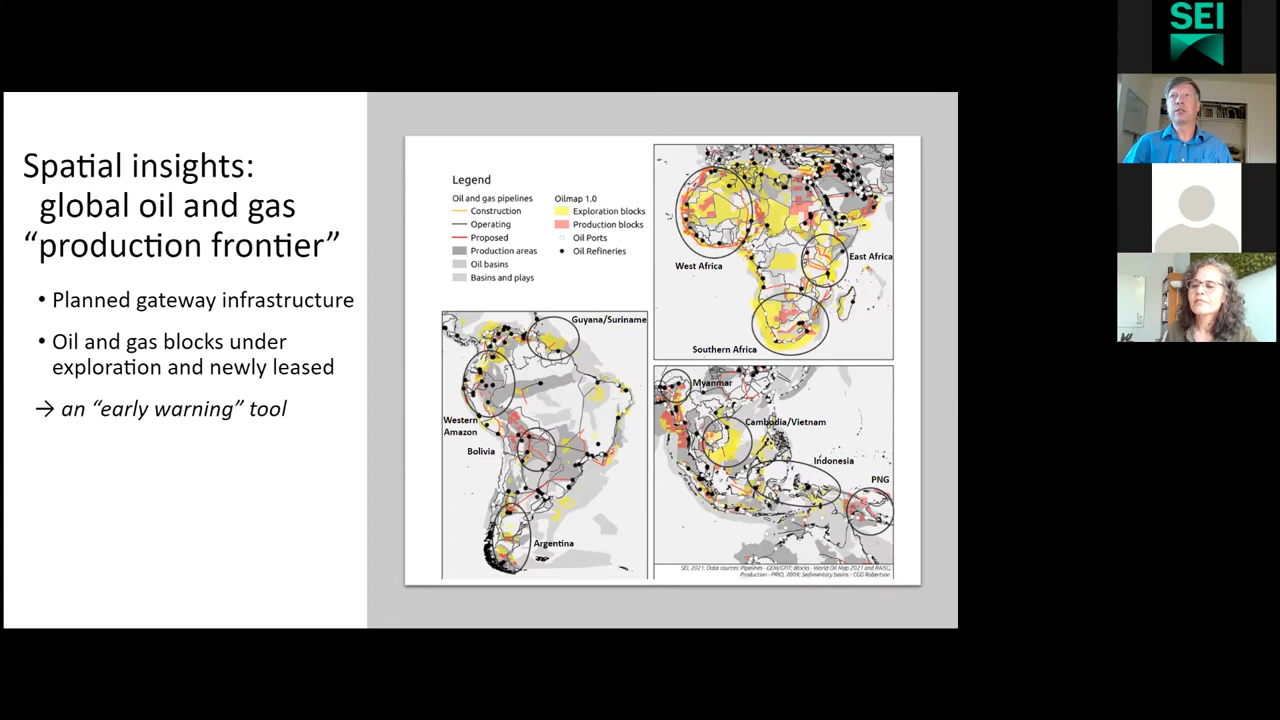 SEI
Spatial insights:
global oil and gas
“production frontier”
• Planned gateway infrastructure
• Oil and gas blocks under
exploration and newly leased
→ an “early warning” tool
Legend
Oil and gas pipelines
Construction
Operating
Proposed
Production areas
Oil basins
Basins and plays
Oilmap 1.0
Exploration blocks
Production blocks
Oil Ports
Oil Refineries
West Africa
East Africa
Southern Africa
Guyana/Suriname
Western
Amazon
Bolivia
Argentina
Myanmar
Cambodia/Vietnam
Indonesia
PNG
SEI 2021. Data sources: Pipelines - GEM/GFIT; Blocks - World Oil Map 2021 and RAISG;
Production - PRIO, 2009; Sedimentary basins - CGG Robertson